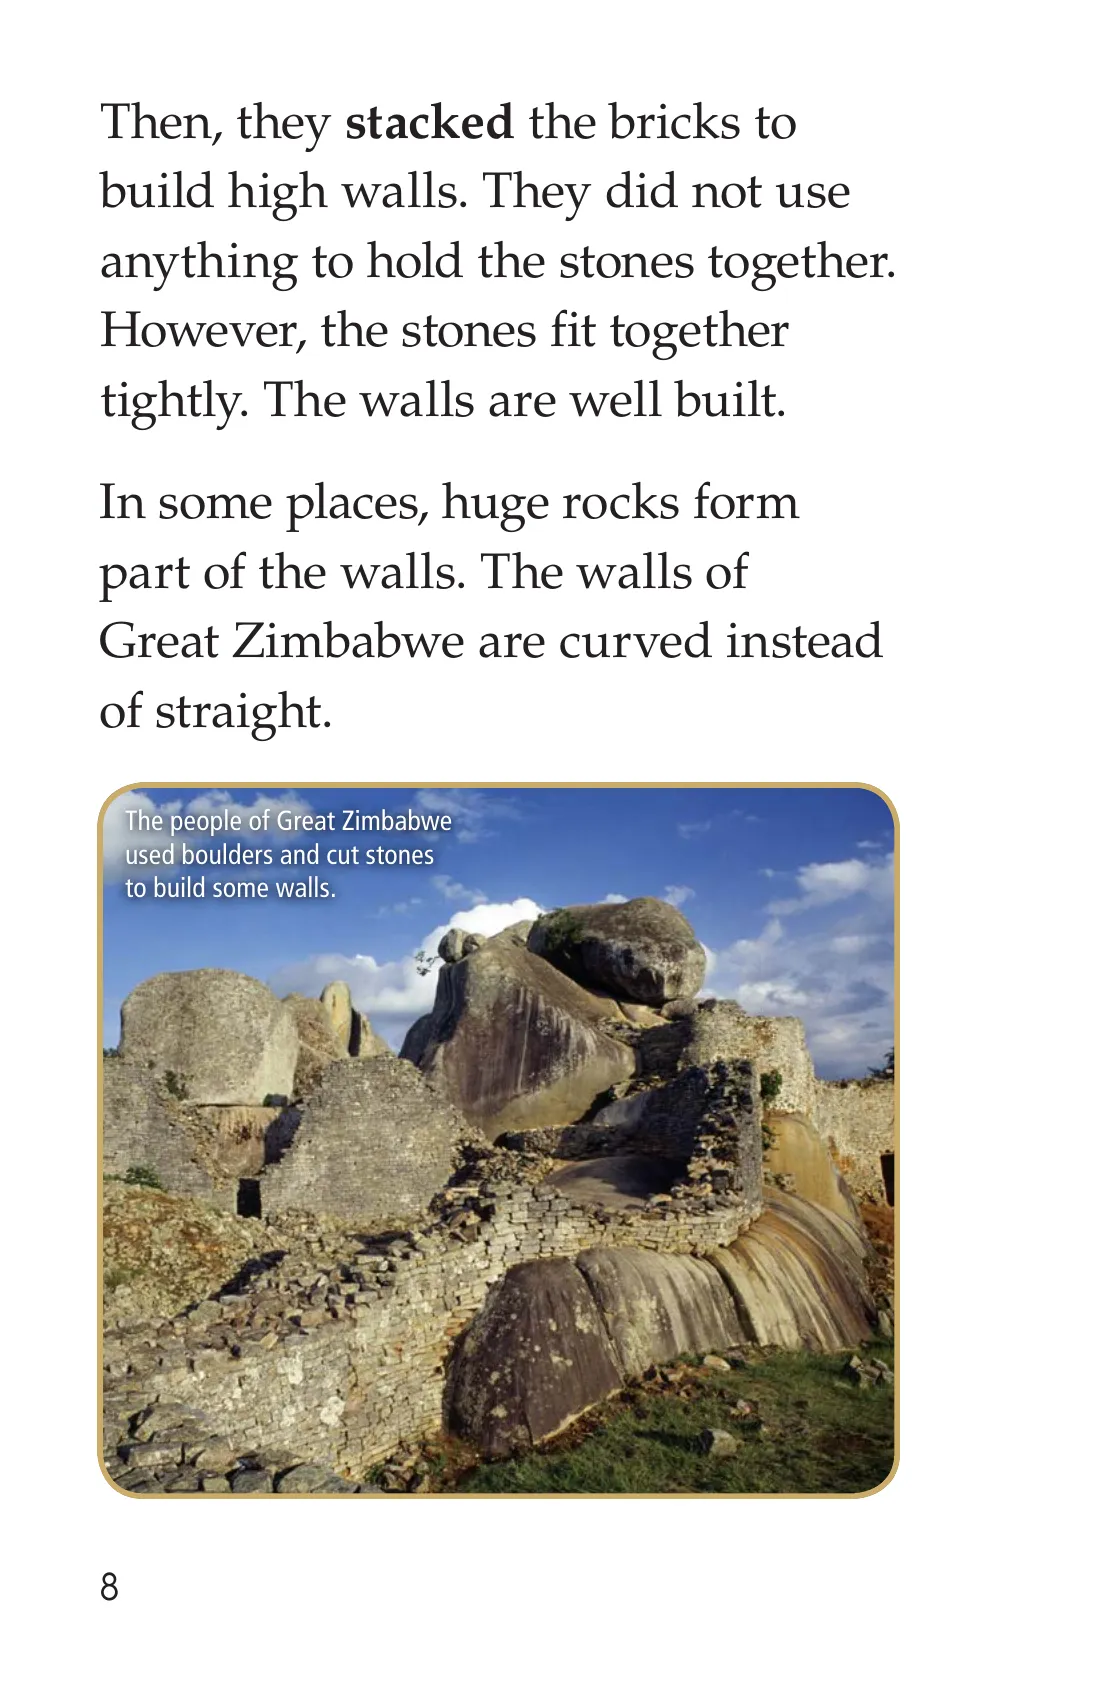 Then, they stacked the bricks to
build high walls. They did not use
anything to hold the stones together.
However, the stones fit together
tightly. The walls are well built.
In some places, huge rocks form
part of the walls. The walls of
Great Zimbabwe are curved instead
of straight.
The people of Great Zimbabwe
used boulders and cut stones
to build some walls.
8